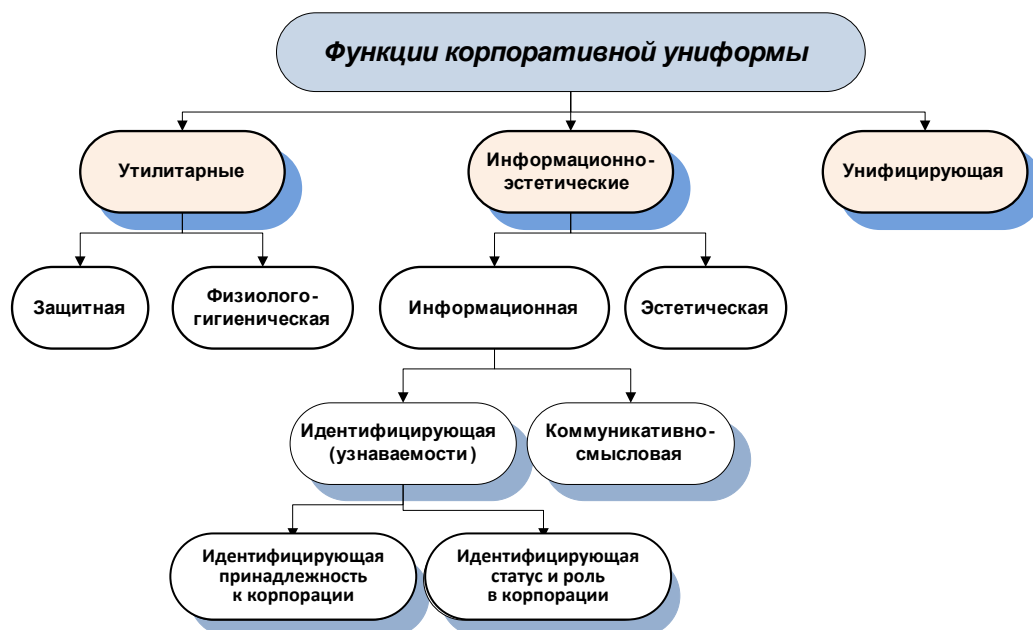 Функции корпоративной униформы
Утилитарные
Информационно-
эстетические
Унифицирующая
Защитная
Физиолого-
гигиеническая
Информационная
Эстетическая
Идентифицирующая
(узнаваемости)
Коммуникативно-
смысловая
Идентифицирующая
принадлежность
к корпорации
Идентифицирующая
статус и роль
в корпорации